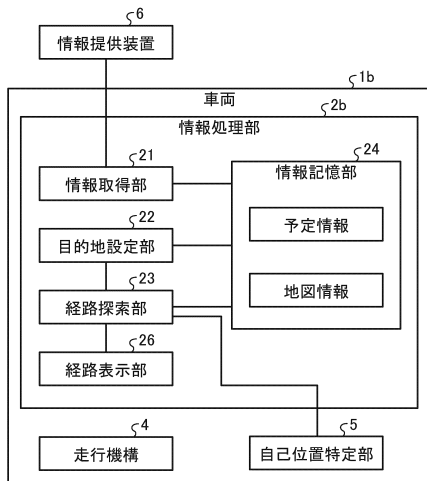 6
情報提供装置
1b
車両
2b
情報処理部
21
情報取得部
24
情報記憶部
22
目的地設定部
予定情報
23
経路探索部
地図情報
26
経路表示部
4
走行機構
5
自己位置特定部